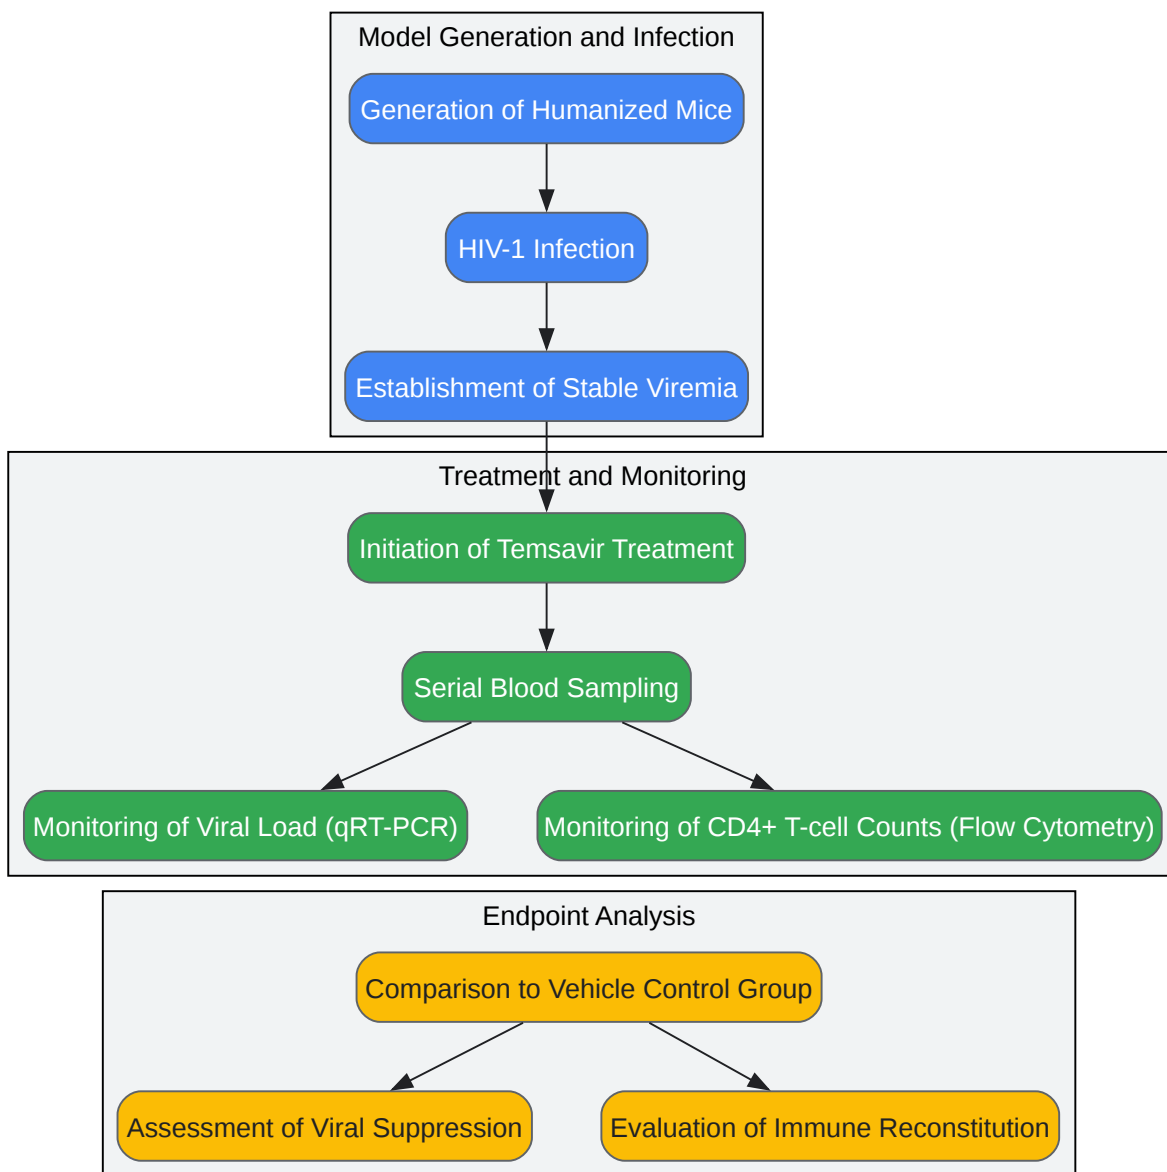 Model Generation and Infection
Generation of Humanized Mice
HIV-1 Infection
Establishment of Stable Viremia
Treatment and Monitoring
Initiation of Temsavir Treatment
Serial Blood Sampling
Monitoring of Viral Load (qRT-PCR)
Monitoring of CD4+ T-cell Counts (Flow Cytometry)
Endpoint Analysis
Comparison to Vehicle Control Group
Assessment of Viral Suppression
Evaluation of Immune Reconstitution